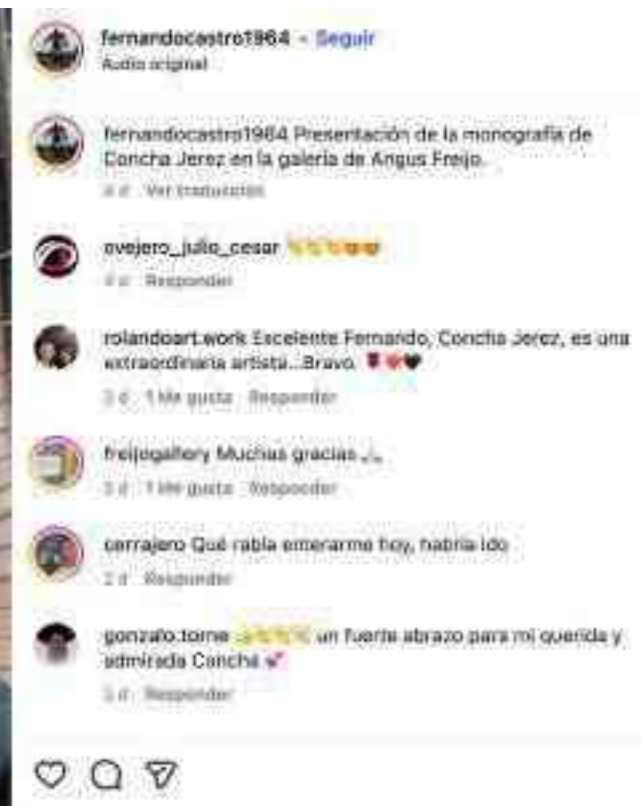 fernandocastro1964 • Seguir
Audio original
fernandocastro1964 Presentación de la monografía de
Concha Jerez en la galería de Angus Freijo.
4 d Ver traducción
ovejero_julio_cesar
4 d Responder
rolandoart.work Excelente Fernando, Concha Jerez, es una
extraordinaria artista...Bravo. 🌹❤️🖤
3 d 1 Me gusta Responder
freijogallery Muchas gracias
3 d 1 Me gusta Responder
cerrajero Qué rabia enterarme hoy, habría ido
2 d Responder
gonzalo.torne un fuerte abrazo para mi querida y
admirada Concha 💕
Responder